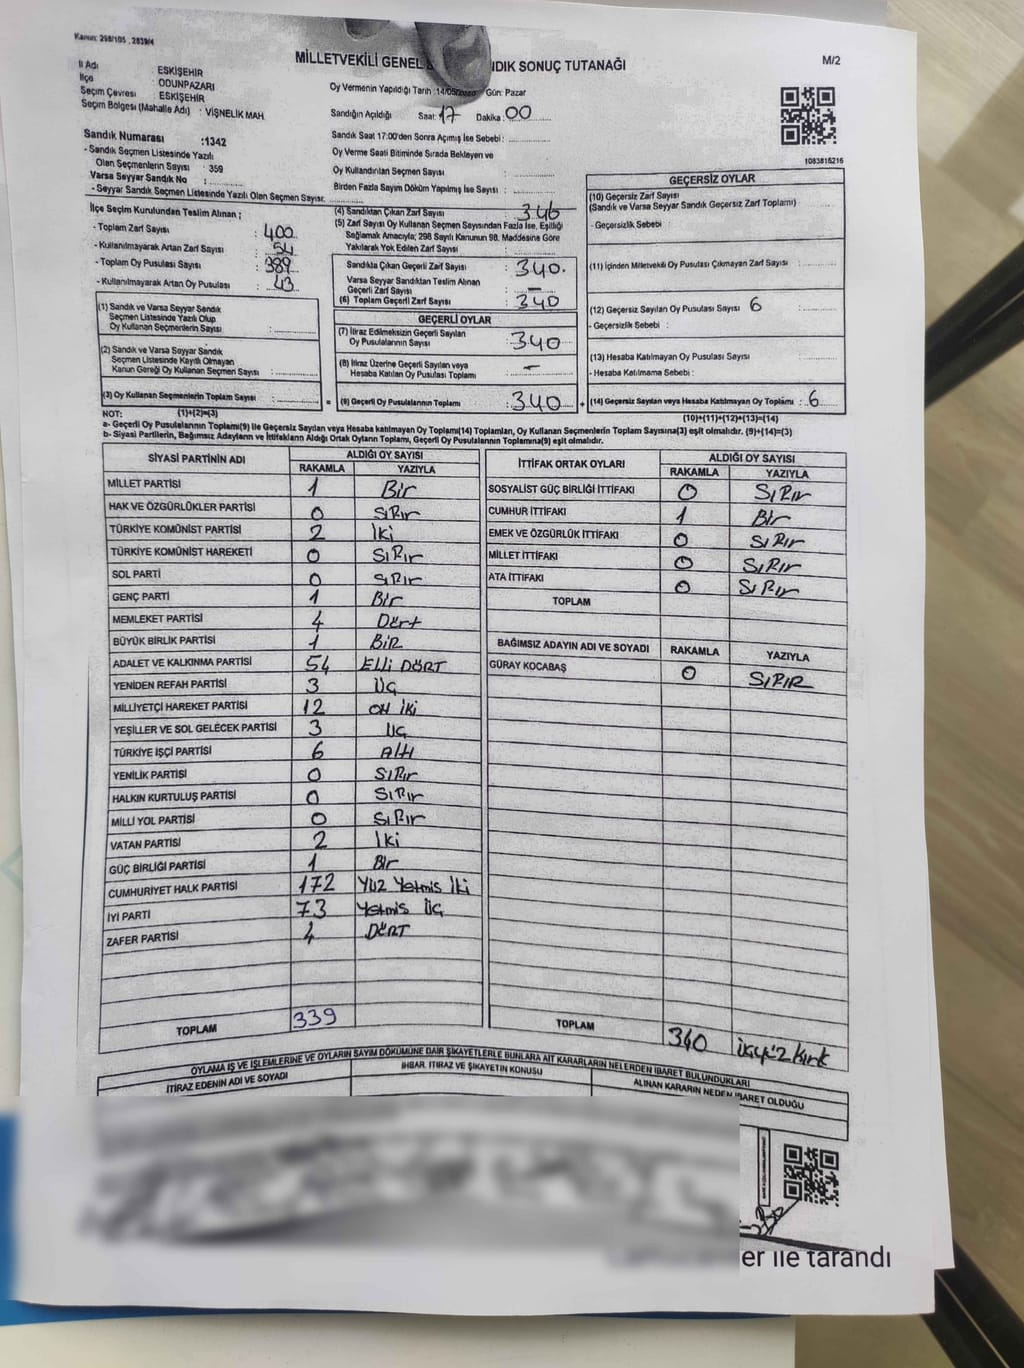 Kanun: 298/105 , 2839/4
MİLLETVEKİLİ GENEL NDIK SONUÇ TUTANAĞI
M/2
İl Adı : ESKİŞEHİR
İlçe : ODUNPAZARI
Seçim Çevresi : ESKİŞEHİR
Seçim Bölgesi (Mahalle Adı) : VİŞNELİK MAH
Oy Vermenin Yapıldığı Tarih :14/05/2023 Gün: Pazar
Sandığın Açıldığı Saat: 17 Dakika: 00
Sandık Saat 17:00'den Sonra Açımış İse Sebebi :
Oy Verme Saati Bitiminde Sırada Bekleyen ve
Oy Kullandırılan Seçmen Sayısı :
Birden Fazla Sayım Döküm Yapılmış İse Sayısı :
1083815216
Sandık Numarası :1342
- Sandık Seçmen Listesinde Yazılı
Olan Seçmenlerin Sayısı : 359
Varsa Seyyar Sandık No :
- Seyyar Sandık Seçmen Listesinde Yazılı Olan Seçmen Sayısı:
İlçe Seçim Kurulundan Teslim Alınan ;
- Toplam Zarf Sayısı : 400
- Kullanılmayarak Artan Zarf Sayısı : 54
- Toplam Oy Pusulası Sayısı : 389
- Kullanılmayarak Artan Oy Pusulası : 43
(1) Sandık ve Varsa Seyyar Sandık
Seçmen Listesinde Yazılı Olup
Oy Kullanan Seçmenlerin Sayısı :
(2) Sandık ve Varsa Seyyar Sandık
Seçmen Listesinde Kayıtlı Olmayan
Kanun Gereği Oy Kullanan Seçmen Sayısı :
(3) Oy Kullanan Seçmenlerin Toplam Sayısı :
(4) Sandıktan Çıkan Zarf Sayısı : 346
(5) Zarf Sayısı Oy Kullanan Seçmen Sayısından Fazla İse, Eşitliği
Sağlamak Amacıyla; 298 Sayılı Kanunun 98. Maddesine Göre
Yakılarak Yok Edilen Zarf Sayısı :
Sandıkta Çıkan Geçerli Zarf Sayısı : 340.
Varsa Seyyar Sandıktan Teslim Alınan
Geçerli Zarf Sayısı : –
(6) Toplam Geçerli Zarf Sayısı : 340
GEÇERLİ OYLAR
(7) İtiraz Edilmeksizin Geçerli Sayılan
Oy Pusulalarının Sayısı : 340
(8) İtiraz Üzerine Geçerli Sayılan veya
Hesaba Katılan Oy Pusulası Toplamı : –
= (9) Geçerli Oy Pusulalarının Toplamı : 340
GEÇERSİZ OYLAR
(10) Geçersiz Zarf Sayısı
(Sandık ve Varsa Seyyar Sandık Geçersiz Zarf Toplamı) :
- Geçersizlik Sebebi :
(11) İçinden Milletvekili Oy Pusulası Çıkmayan Zarf Sayısı :
(12) Geçersiz Sayılan Oy Pusulası Sayısı 6
- Geçersizlik Sebebi :
(13) Hesaba Katılmayan Oy Pusulası Sayısı
- Hesaba Katılmama Sebebi :
+ (14) Geçersiz Sayılan veya Hesaba Katılmayan Oy Toplamı : 6
NOT: (1)+(2)=(3) (10)+(11)+(12)+(13)=(14)
a- Geçerli Oy Pusulalarının Toplamı(9) ile Geçersiz Sayılan veya Hesaba katılmayan Oy Toplamı(14) Toplamları, Oy Kullanan Seçmenlerin Toplam Sayısına(3) eşit olmalıdır. (9)+(14)=(3)
b- Siyasi Partilerin, Bağımsız Adayların ve İttifakların Aldığı Ortak Oyların Toplamı, Geçerli Oy Pusulalarının Toplamına(9) eşit olmalıdır.
SİYASİ PARTİNİN ADI ALDIĞI OY SAYISI
RAKAMLA YAZIYLA
MİLLET PARTİSİ 1 Bir
HAK VE ÖZGÜRLÜKLER PARTİSİ 0 SıRır
TÜRKİYE KOMÜNİST PARTİSİ 2 İki
TÜRKİYE KOMÜNİST HAREKETİ 0 SıRır
SOL PARTİ 0 SıRır
GENÇ PARTİ 1 Bir
MEMLEKET PARTİSİ 4 Dört
BÜYÜK BİRLİK PARTİSİ 1 BiR
ADALET VE KALKINMA PARTİSİ 54 ELLi DÖRT
YENİDEN REFAH PARTİSİ 3 Üç
MİLLİYETÇİ HAREKET PARTİSİ 12 on iki
YEŞİLLER VE SOL GELECEK PARTİSİ 3 Üç
TÜRKİYE İŞÇİ PARTİSİ 6 Altı
YENİLİK PARTİSİ 0 SıRır
HALKIN KURTULUŞ PARTİSİ 0 SıRır
MİLLİ YOL PARTİSİ 0 SıRır
VATAN PARTİSİ 2 İki
GÜÇ BİRLİĞİ PARTİSİ 1 Bir
CUMHURİYET HALK PARTİSİ 172 Yüz Yetmis İki
İYİ PARTİ 73 Yetmis Üç
ZAFER PARTİSİ 4 DÖRT
TOPLAM 339
İTTİFAK ORTAK OYLARI ALDIĞI OY SAYISI
RAKAMLA YAZIYLA
SOSYALİST GÜÇ BİRLİĞİ İTTİFAKI 0 SıRır
CUMHUR İTTİFAKI 1 Bir
EMEK VE ÖZGÜRLÜK İTTİFAKI 0 SıRır
MİLLET İTTİFAKI 0 SıRır
ATA İTTİFAKI 0 SıRır
TOPLAM
BAĞIMSIZ ADAYIN ADI VE SOYADI RAKAMLA YAZIYLA
GÜRAY KOCABAŞ 0 SıRıR
TOPLAM 340 üçyüz kırk
OYLAMA İŞ VE İŞLEMLERİNE VE OYLARIN SAYIM DÖKÜMÜNE DAİR ŞİKAYETLERLE BUNLARA AİT KARARLARIN NELERDEN İBARET BULUNDUKLARI
İTİRAZ EDENİN ADI VE SOYADI İHBAR, İTİRAZ VE ŞİKAYETİN KONUSU ALINAN KARARIN NEDEN İBARET OLDUĞU
er ile tarandı